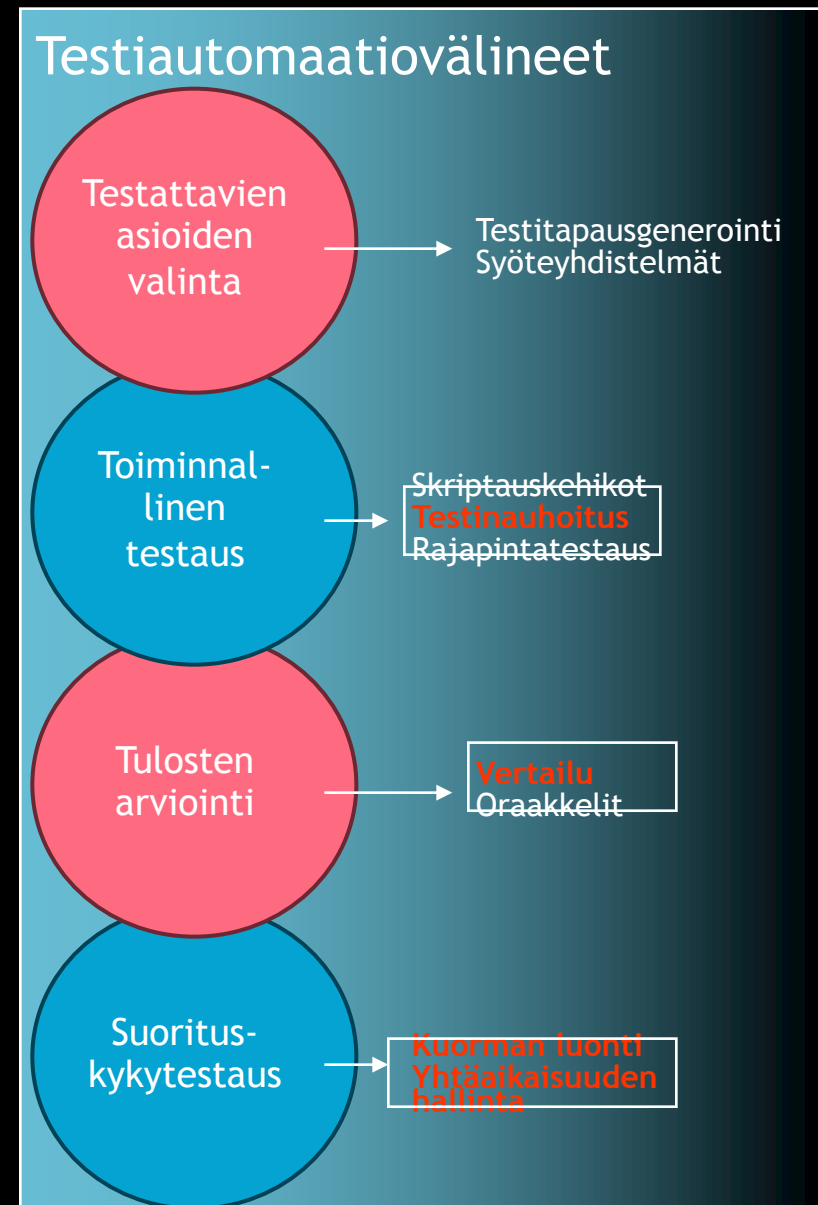 Testiautomaatiovälineet
Testattavien
asioiden
valinta
Testitapausgenerointi
Syöteyhdistelmät
Toiminnal-
linen
testaus
Skriptauskehikot
Testinauhoitus
Rajapintatestaus
Tulosten
arviointi
Vertailu
Oraakkelit
Suoritus-
kykytestaus
Kuorman luonti
Yhtäaikaisuuden
hallinta